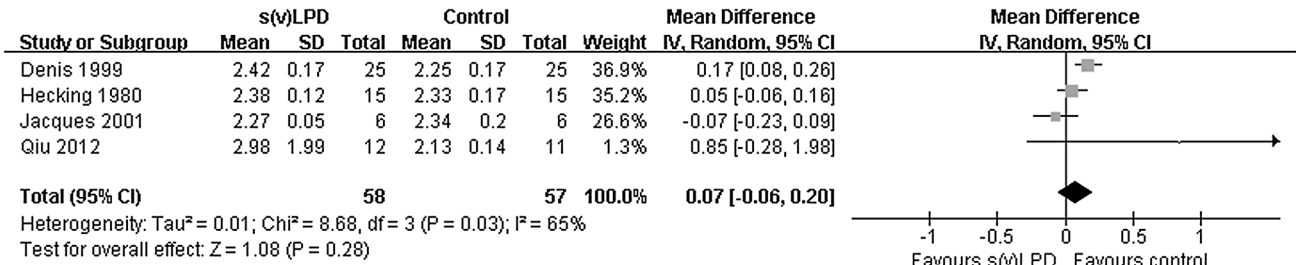 s(v)LPD Control Mean Difference Mean Difference
Study or Subgroup Mean SD Total Mean SD Total Weight IV, Random, 95% CI IV, Random, 95% CI
Denis 1999 2.42 0.17 25 2.25 0.17 25 36.9% 0.17 [0.08, 0.26]
Hecking 1980 2.38 0.12 15 2.33 0.17 15 35.2% 0.05 [-0.06, 0.16]
Jacques 2001 2.27 0.05 6 2.34 0.2 6 26.6% -0.07 [-0.23, 0.09]
Qiu 2012 2.98 1.99 12 2.13 0.14 11 1.3% 0.85 [-0.28, 1.98]
Total (95% CI) 58 57 100.0% 0.07 [-0.06, 0.20]
Heterogeneity: Tau² = 0.01; Chi² = 8.68, df = 3 (P = 0.03); I² = 65%
Test for overall effect: Z = 1.08 (P = 0.28)
-1 -0.5 0 0.5 1
Favours s(v)LPD Favours control